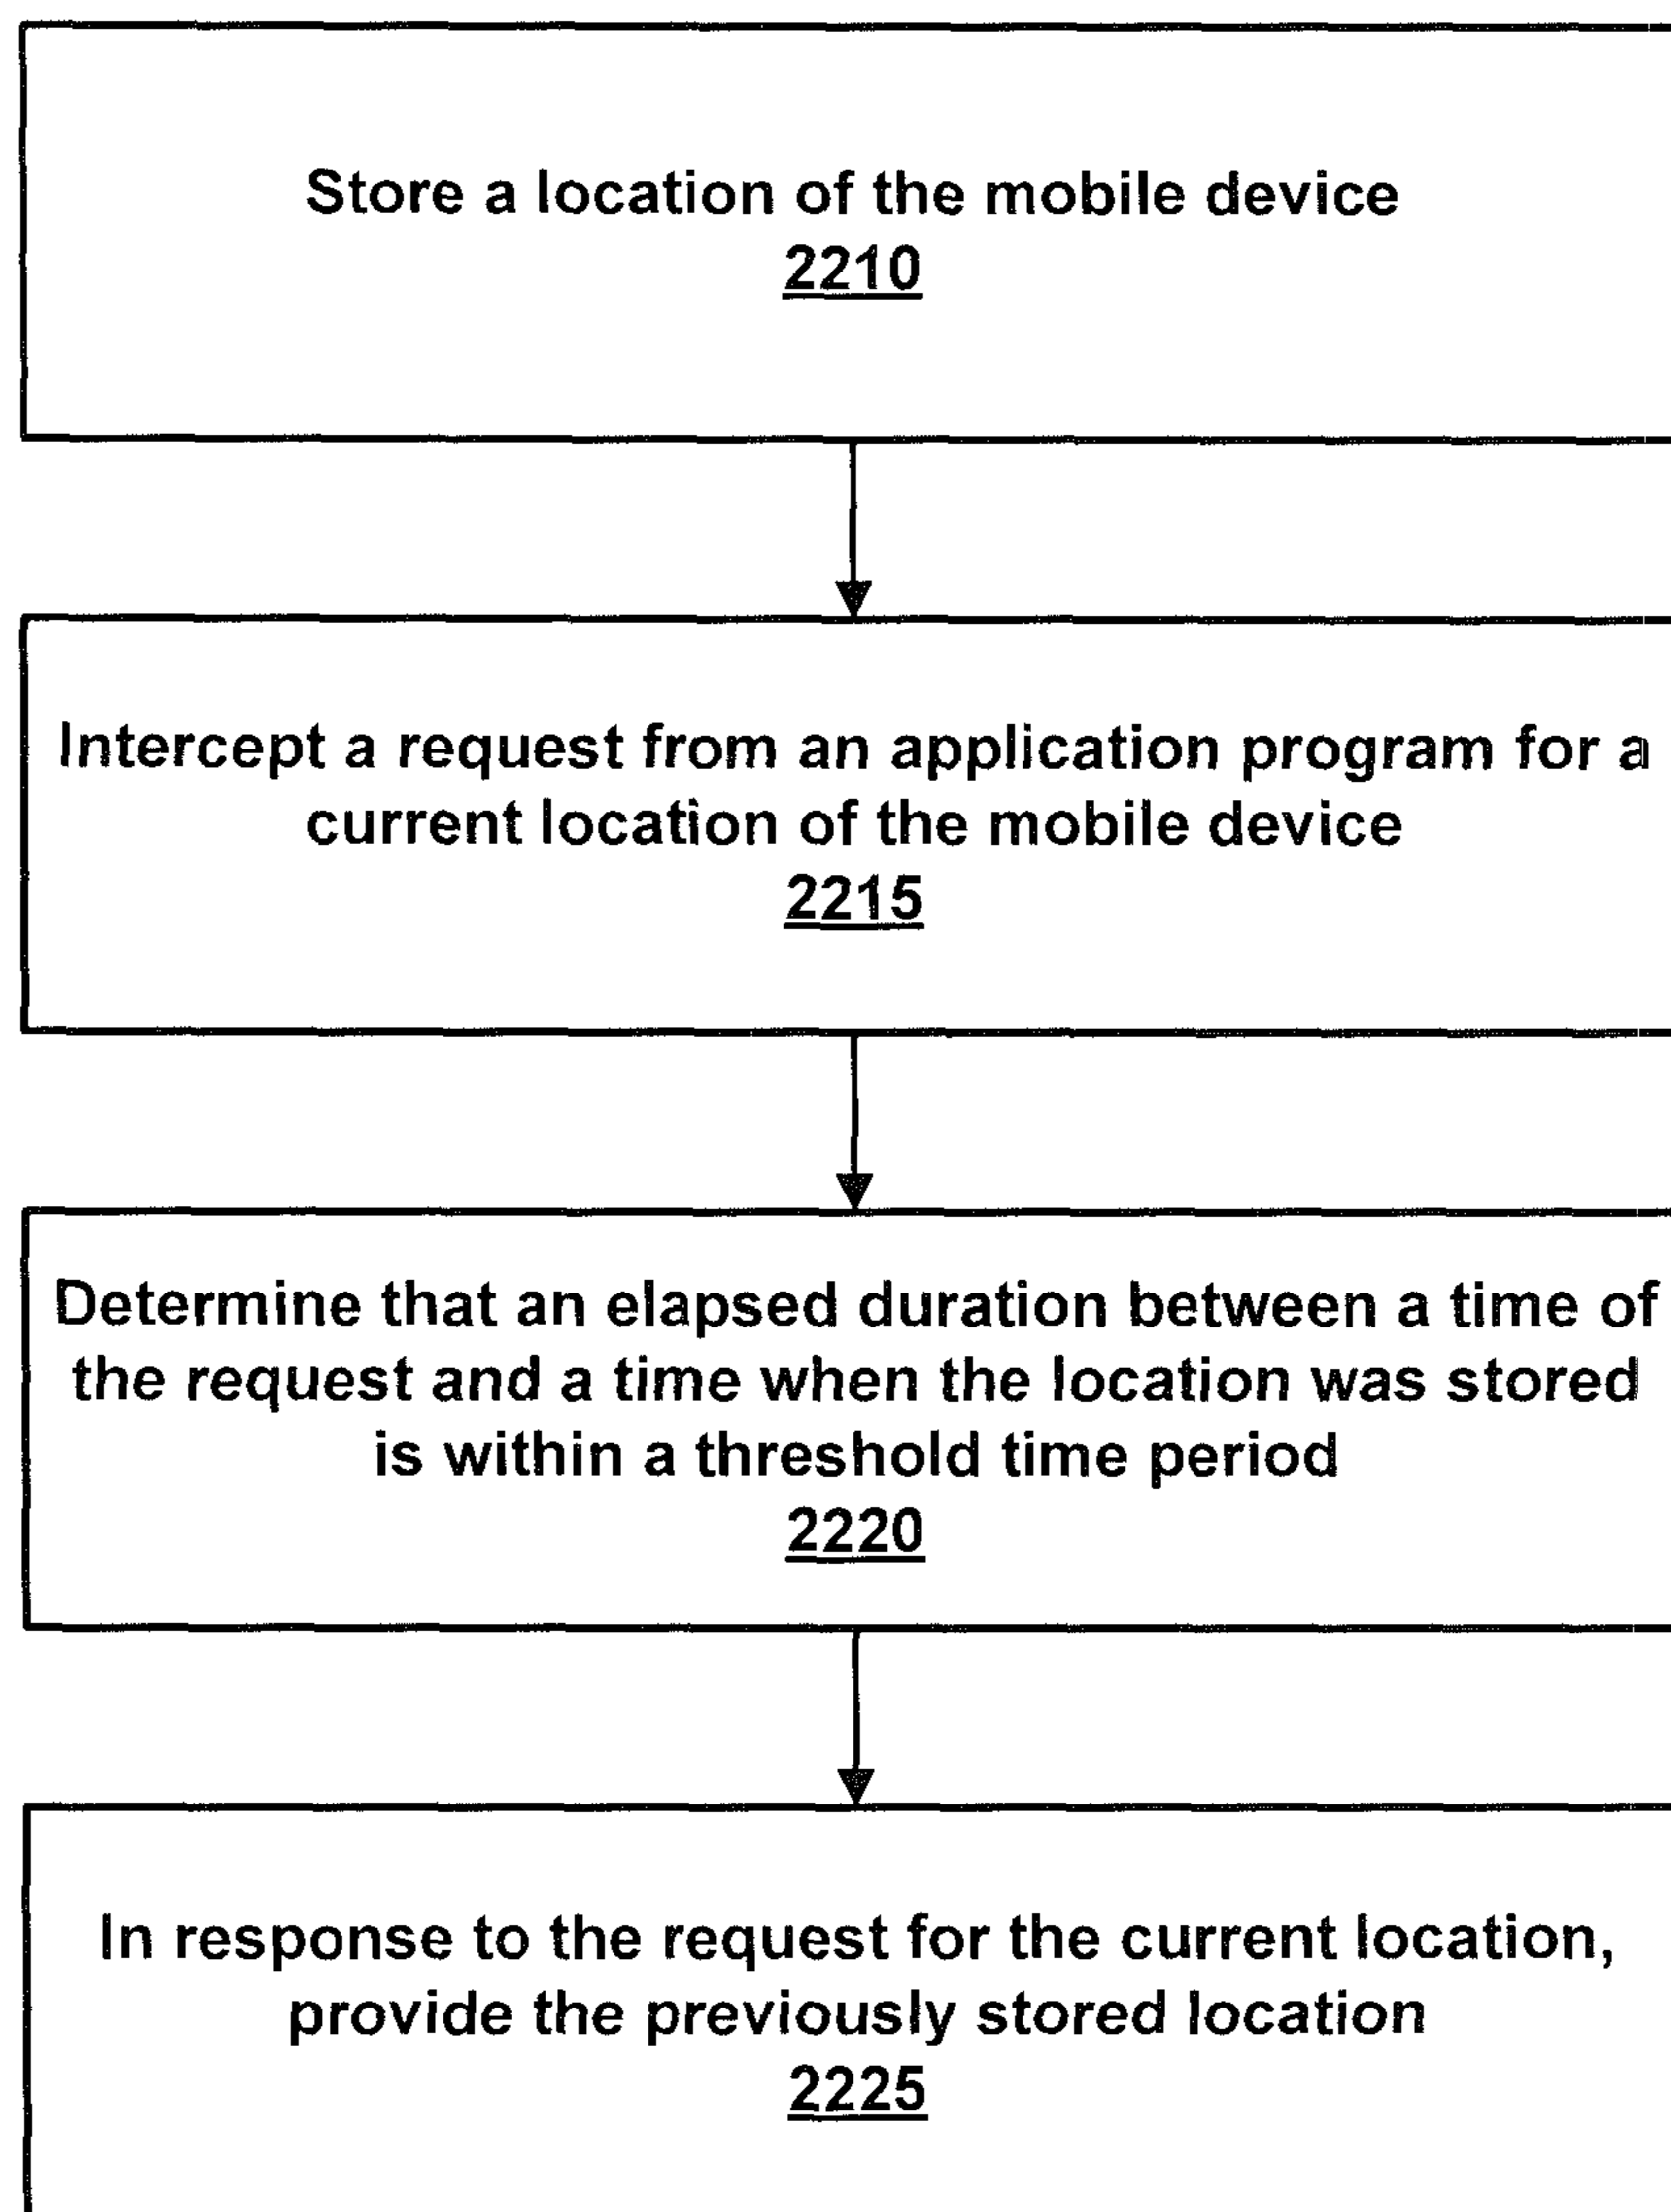 Store a location of the mobile device
2210
Intercept a request from an application program for a
current location of the mobile device
2215
Determine that an elapsed duration between a time of
the request and a time when the location was stored
is within a threshold time period
2220
In response to the request for the current location,
provide the previously stored location
2225